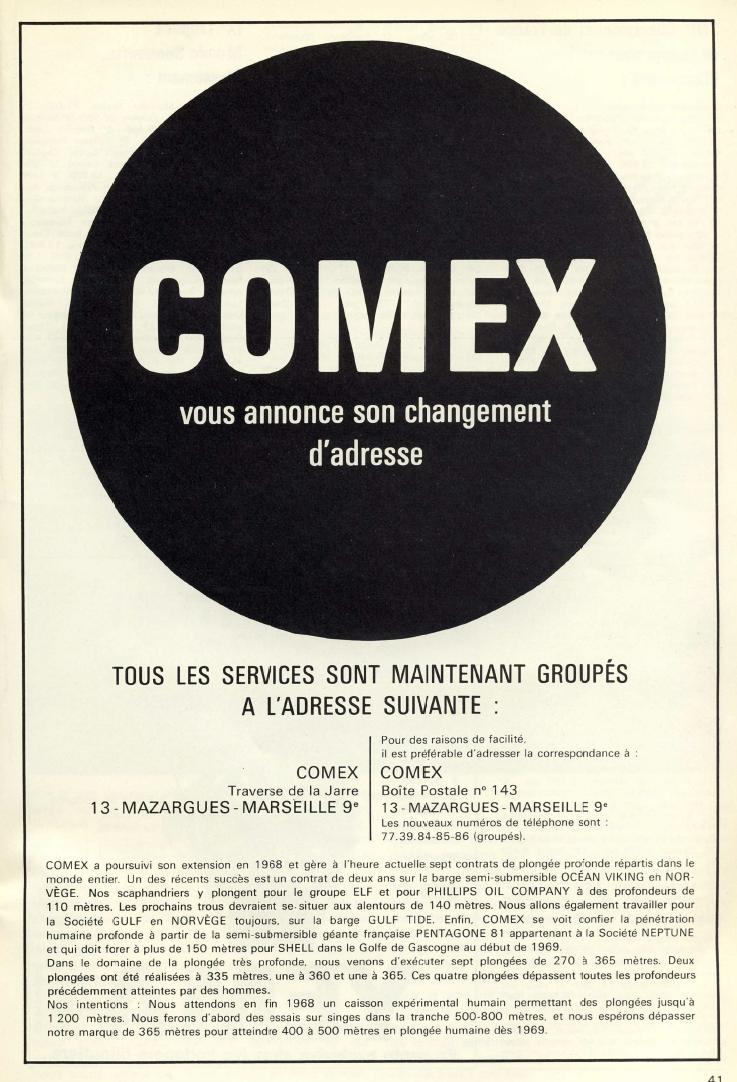 COMEX
vous annonce son changement
d'adresse
TOUS LES SERVICES SONT MAINTENANT GROUPÉS
A L'ADRESSE SUIVANTE :
COMEX
Traverse de la Jarre
13 - MAZARGUES - MARSEILLE 9e
Pour des raisons de facilité,
il est préférable d'adresser la correspondance à :
COMEX
Boîte Postale nº 143
13 - MAZARGUES - MARSEILLE 9e
Les nouveaux numéros de téléphone sont :
77.39.84-85-86 (groupés).
COMEX a poursuivi son extension en 1968 et gère à l'heure actuelle sept contrats de plongée profonde répartis dans le
monde entier. Un des récents succès est un contrat de deux ans sur la barge semi-submersible OCÉAN VIKING en NOR-
VÈGE. Nos scaphandriers y plongent pour le groupe ELF et pour PHILLIPS OIL COMPANY à des profondeurs de
110 mètres. Les prochains trous devraient se situer aux alentours de 140 mètres. Nous allons également travailler pour
la Société GULF en NORVÈGE toujours, sur la barge GULF TIDE. Enfin, COMEX se voit confier la pénétration
humaine profonde à partir de la semi-submersible géante française PENTAGONE 81 appartenant à la Société NEPTUNE
et qui doit forer à plus de 150 mètres pour SHELL dans le Golfe de Gascogne au début de 1969.
Dans le domaine de la plongée très profonde, nous venons d'exécuter sept plongées de 270 à 365 mètres. Deux
plongées ont été réalisées à 335 mètres, une à 360 et une à 365. Ces quatre plongées dépassent toutes les profondeurs
précédemment atteintes par des hommes.
Nos intentions : Nous attendons en fin 1968 un caisson expérimental humain permettant des plongées jusqu'à
1 200 mètres. Nous ferons d'abord des essais sur singes dans la tranche 500-800 mètres, et nous espérons dépasser
notre marque de 365 mètres pour atteindre 400 à 500 mètres en plongée humaine dès 1969.
41